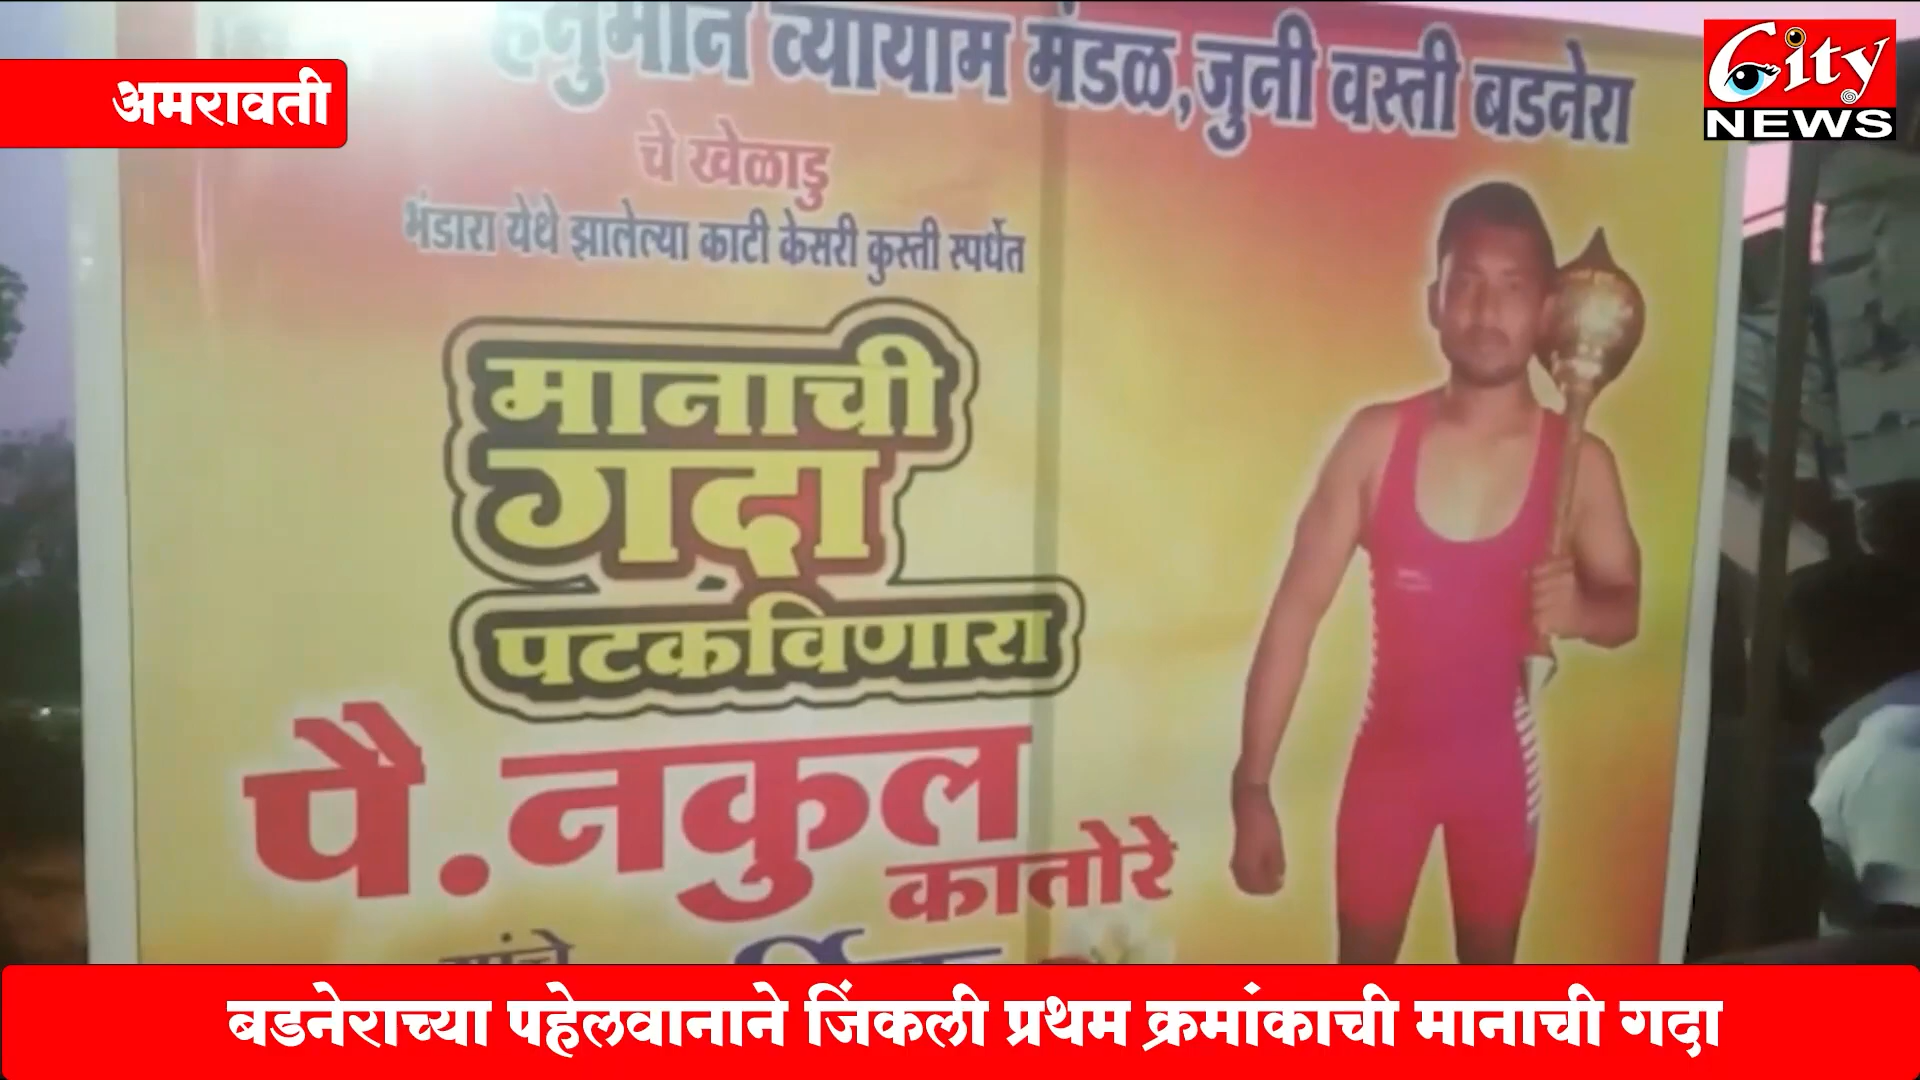 हनुमान व्यायाम मंडळ,जुनी वस्ती बडनेरा
City
NEWS
अमरावती
चे खेळाडु
भंडारा येथे झालेल्या काटी केसरी कुस्ती स्पर्धेत
मानाची
गदा
पटकविणारा
पै. नकुल
कातोरे
यांचे
बडनेराच्या पहेलवानाने जिंकली प्रथम क्रमांकाची मानाची गदा